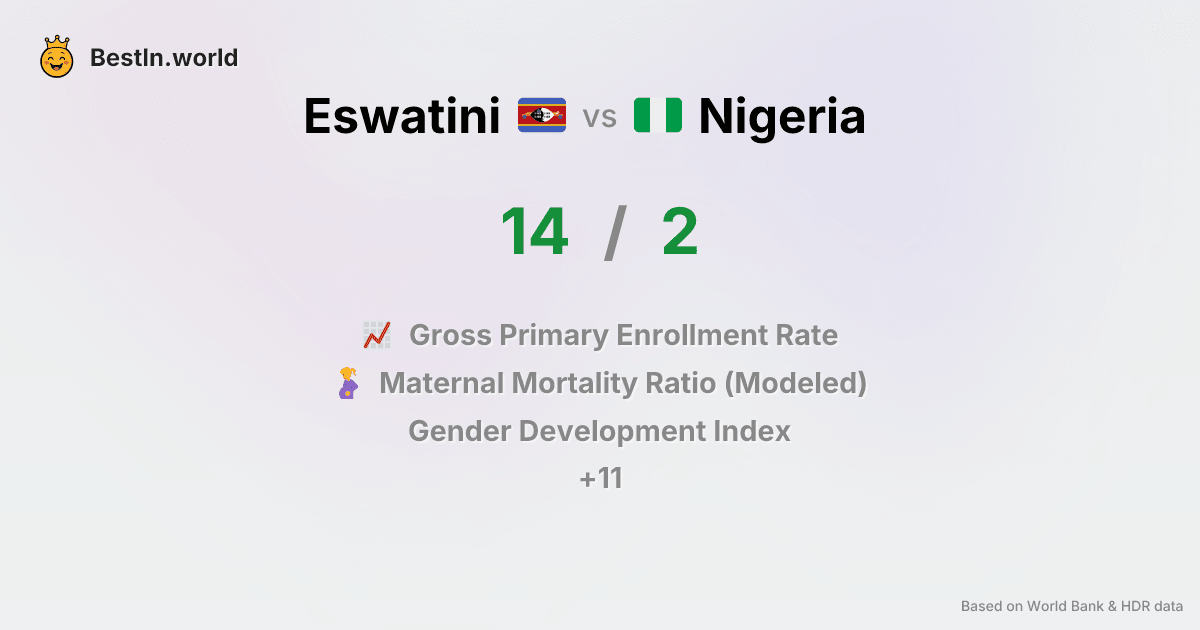 BestIn.world
Eswatini vs Nigeria
14 / 2
Gross Primary Enrollment Rate
Maternal Mortality Ratio (Modeled)
Gender Development Index
+11
Based on World Bank & HDR data